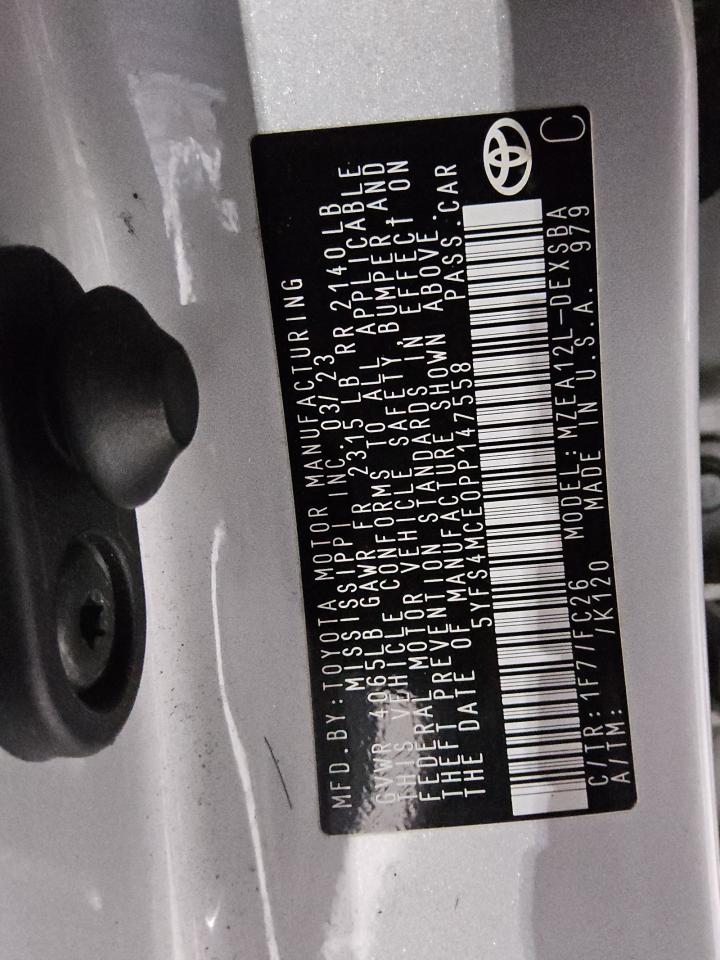 MFD.BY:TOYOTA MOTOR MANUFACTURING
MISSISSIPPI INC. 03/23
GVWR 4065LB GAWR FR 2315 LB RR 2140 LB
THIS VEHICLE CONFORMS TO ALL APPLICABLE
FEDERAL MOTOR VEHICLE SAFETY, BUMPER AND
THEFT PREVENTION STANDARDS IN EFFECT ON
THE DATE OF MANUFACTURE SHOWN ABOVE.
5YFS4MCE0PP147558 PASS.CAR
C/TR:1F7/FC26 MODEL:MZEA12L-DEXSBA
A/TM: /K120 MADE IN U.S.A. 979
C